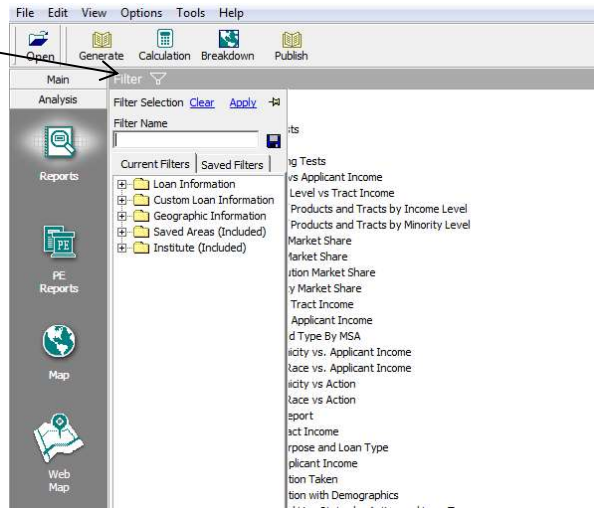 File Edit View Options Tools Help
Open Generate Calculation Breakdown Publish
Main
Analysis
Reports
PE
PE
Reports
Map
Web
Map
Filter
Filter Selection Clear Apply
Filter Name
Current Filters Saved Filters
Loan Information
Custom Loan Information
Geographic Information
Saved Areas (Included)
Institute (Included)
sts
ng Tests
vs Applicant Income
Level vs Tract Income
Products and Tracts by Income Level
Products and Tracts by Minority Level
Market Share
Market Share
ution Market Share
y Market Share
Tract Income
Applicant Income
d Type By MSA
nicity vs. Applicant Income
Race vs. Applicant Income
nicity vs Action
Race vs Action
eport
act Income
rpose and Loan Type
plicant Income
tion Taken
tion with Demographics